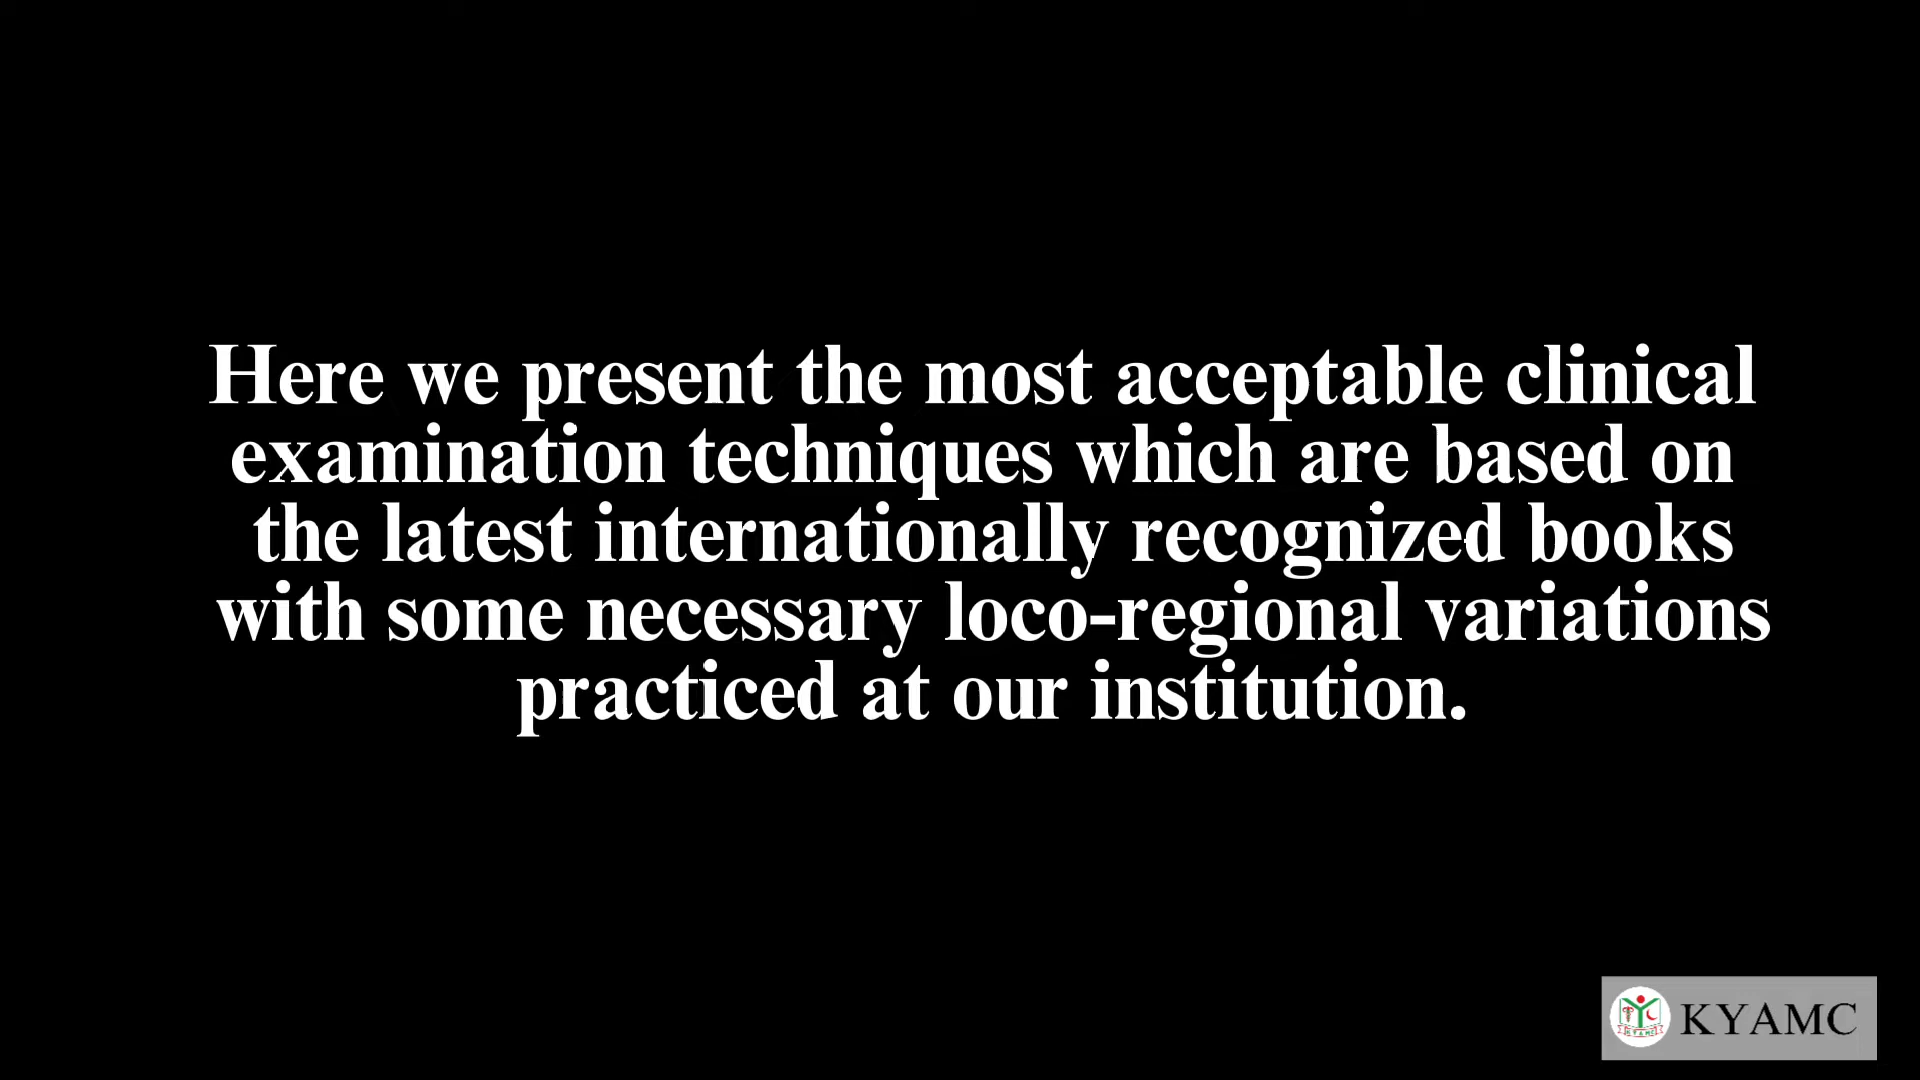 Here we present the most acceptable clinical
examination techniques which are based on
the latest internationally recognized books
with some necessary loco-regional variations
practiced at our institution.
KYAMC